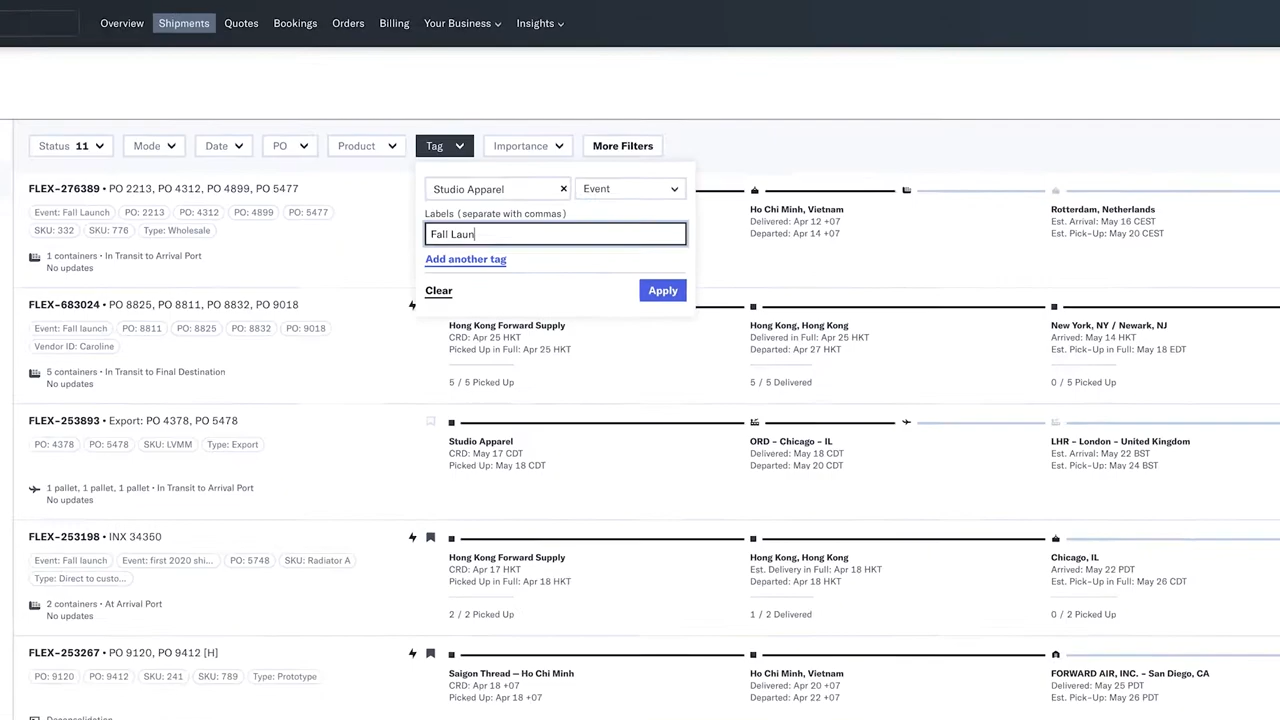 Overview Shipments Quotes Bookings Orders Billing Your Business Insights
Status 11 Mode Date PO Product Tag Importance More Filters
FLEX-276389 • PO 2213, PO 4312, PO 4899, PO 5477
Event: Fall Launch PO: 2213 PO: 4312 PO: 4899 PO: 5477
SKU: 332 SKU: 776 Type: Wholesale
1 containers • In Transit to Arrival Port
No updates
Studio Apparel × Event
Labels (separate with commas)
Fall Laun
Add another tag
Clear Apply
Ho Chi Minh, Vietnam
Delivered: Apr 12 +07
Departed: Apr 14 +07
Rotterdam, Netherlands
Est. Arrival: May 16 CEST
Est. Pick-Up: May 20 CEST
FLEX-683024 • PO 8825, PO 8811, PO 8832, PO 9018
Event: Fall launch PO: 8811 PO: 8825 PO: 8832 PO: 9018
Vendor ID: Caroline
5 containers • In Transit to Final Destination
No updates
Hong Kong Forward Supply
CRD: Apr 25 HKT
Picked Up in Full: Apr 25 HKT
5 / 5 Picked Up
Hong Kong, Hong Kong
Delivered in Full: Apr 25 HKT
Departed: Apr 27 HKT
5 / 5 Delivered
New York, NY / Newark, NJ
Arrived: May 14 HKT
Est. Pick-Up in Full: May 18 EDT
0 / 5 Picked Up
FLEX-253893 • Export: PO 4378, PO 5478
PO: 4378 PO: 5478 SKU: LVMM Type: Export
1 pallet, 1 pallet, 1 pallet • In Transit to Arrival Port
No updates
Studio Apparel
CRD: May 17 CDT
Picked Up: May 18 CDT
ORD – Chicago – IL
Delivered: May 18 CDT
Departed: May 20 CDT
LHR – London – United Kingdom
Est. Arrival: May 22 BST
Est. Pick-Up: May 24 BST
FLEX-253198 • INX 34350
Event: Fall launch Event: first 2020 shi... PO: 5748 SKU: Radiator A
Type: Direct to custo...
2 containers • At Arrival Port
No updates
Hong Kong Forward Supply
CRD: Apr 17 HKT
Picked Up in Full: Apr 18 HKT
2 / 2 Picked Up
Hong Kong, Hong Kong
Est. Delivery in Full: Apr 18 HKT
Departed: Apr 18 HKT
1 / 2 Delivered
Chicago, IL
Arrived: May 22 PDT
Est. Pick-Up in Full: May 26 CDT
0 / 2 Picked Up
FLEX-253267 • PO 9120, PO 9412 [H]
PO: 9120 PO: 9412 SKU: 241 SKU: 789 Type: Prototype
Deconsolidation
Saigon Thread — Ho Chi Minh
CRD: Apr 18 +07
Picked Up: Apr 18 +07
Ho Chi Minh, Vietnam
Delivered: Apr 20 +07
Departed: Apr 22 +07
FORWARD AIR, INC. – San Diego, CA
Delivered: May 25 PDT
Est. Pick-Up: May 26 PDT